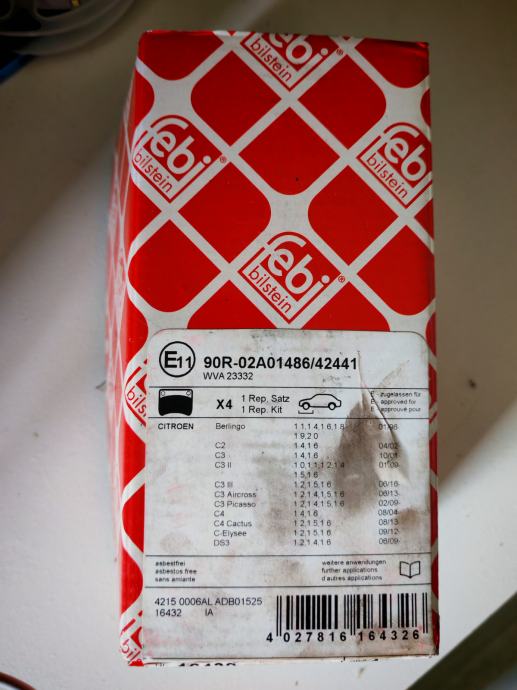 febi
bilstein
febi
bilstein
febi
bilstein
febi
bilstein
E11 90R-02A01486/42441
WVA 23332
X4 1 Rep. Satz
1 Rep. Kit
E - zugelassen für
E - approved for
E - approuvé pour
CITROEN Berlingo 1.1,1.4,1.6,1.8 01/96
1.9,2.0
C2 1.4,1.6 04/02
C3 1.4,1.6 10/01
C3 II 1.0,1.1,1.2,1.4 01/09
1.5,1.6
C3 III 1.2,1.5,1.6 06/16
C3 Aircross 1.2,1.4,1.5,1.6 06/13
C3 Picasso 1.2,1.4,1.5,1.6 02/09
C4 1.4,1.6 08/04
C4 Cactus 1.2,1.5,1.6 08/13
C-Elysee 1.2,1.5,1.6 09/12
DS3 1.2,1.4,1.6 08/09
asbestfrei
asbestos free
sans amiante
weitere anwendungen
further applications
d'autres applications
4215 0006AL ADB01525
16432 IA
4 027816 164326